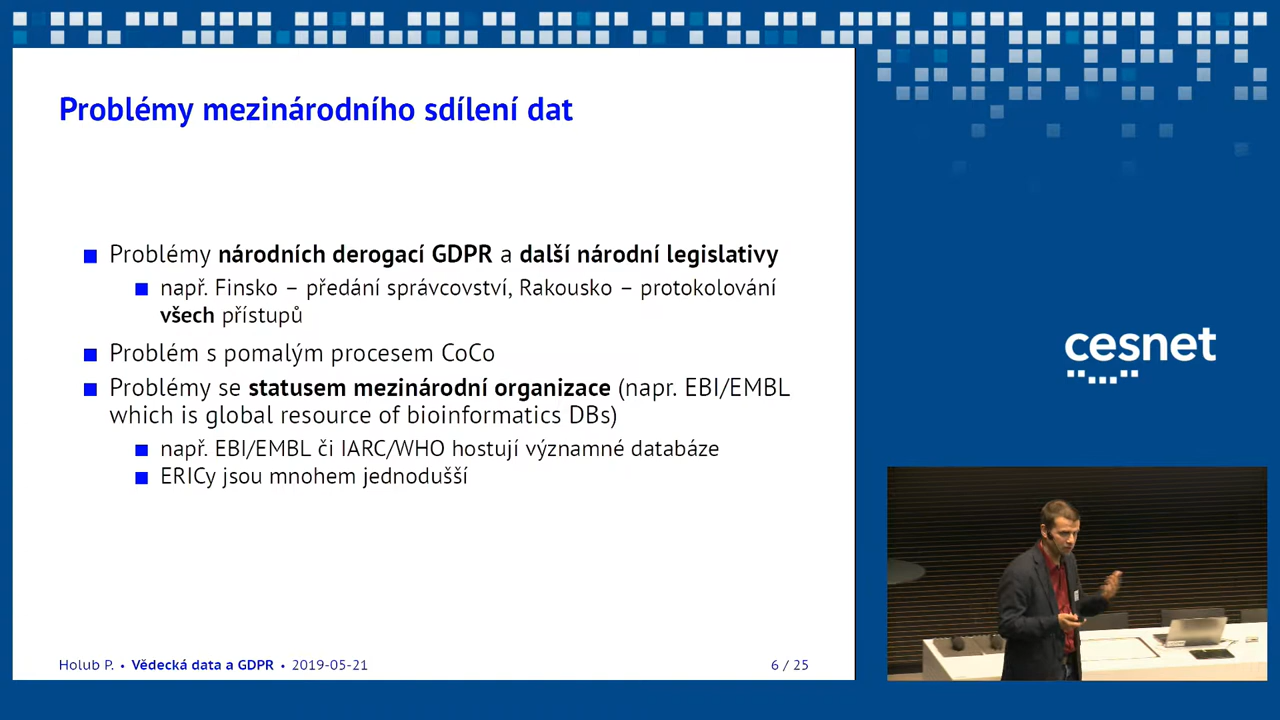 Problémy mezinárodního sdílení dat
Problémy národních derogací GDPR a další národní legislativy
např. Finsko – předání správcovství, Rakousko – protokolování
všech přístupů
Problém s pomalým procesem CoCo
Problémy se statusem mezinárodní organizace (napr. EBI/EMBL
which is global resource of bioinformatics DBs)
např. EBI/EMBL či IARC/WHO hostují významné databáze
ERICy jsou mnohem jednodušší
Holub P. • Vědecká data a GDPR • 2019-05-21
6 / 25
cesnet